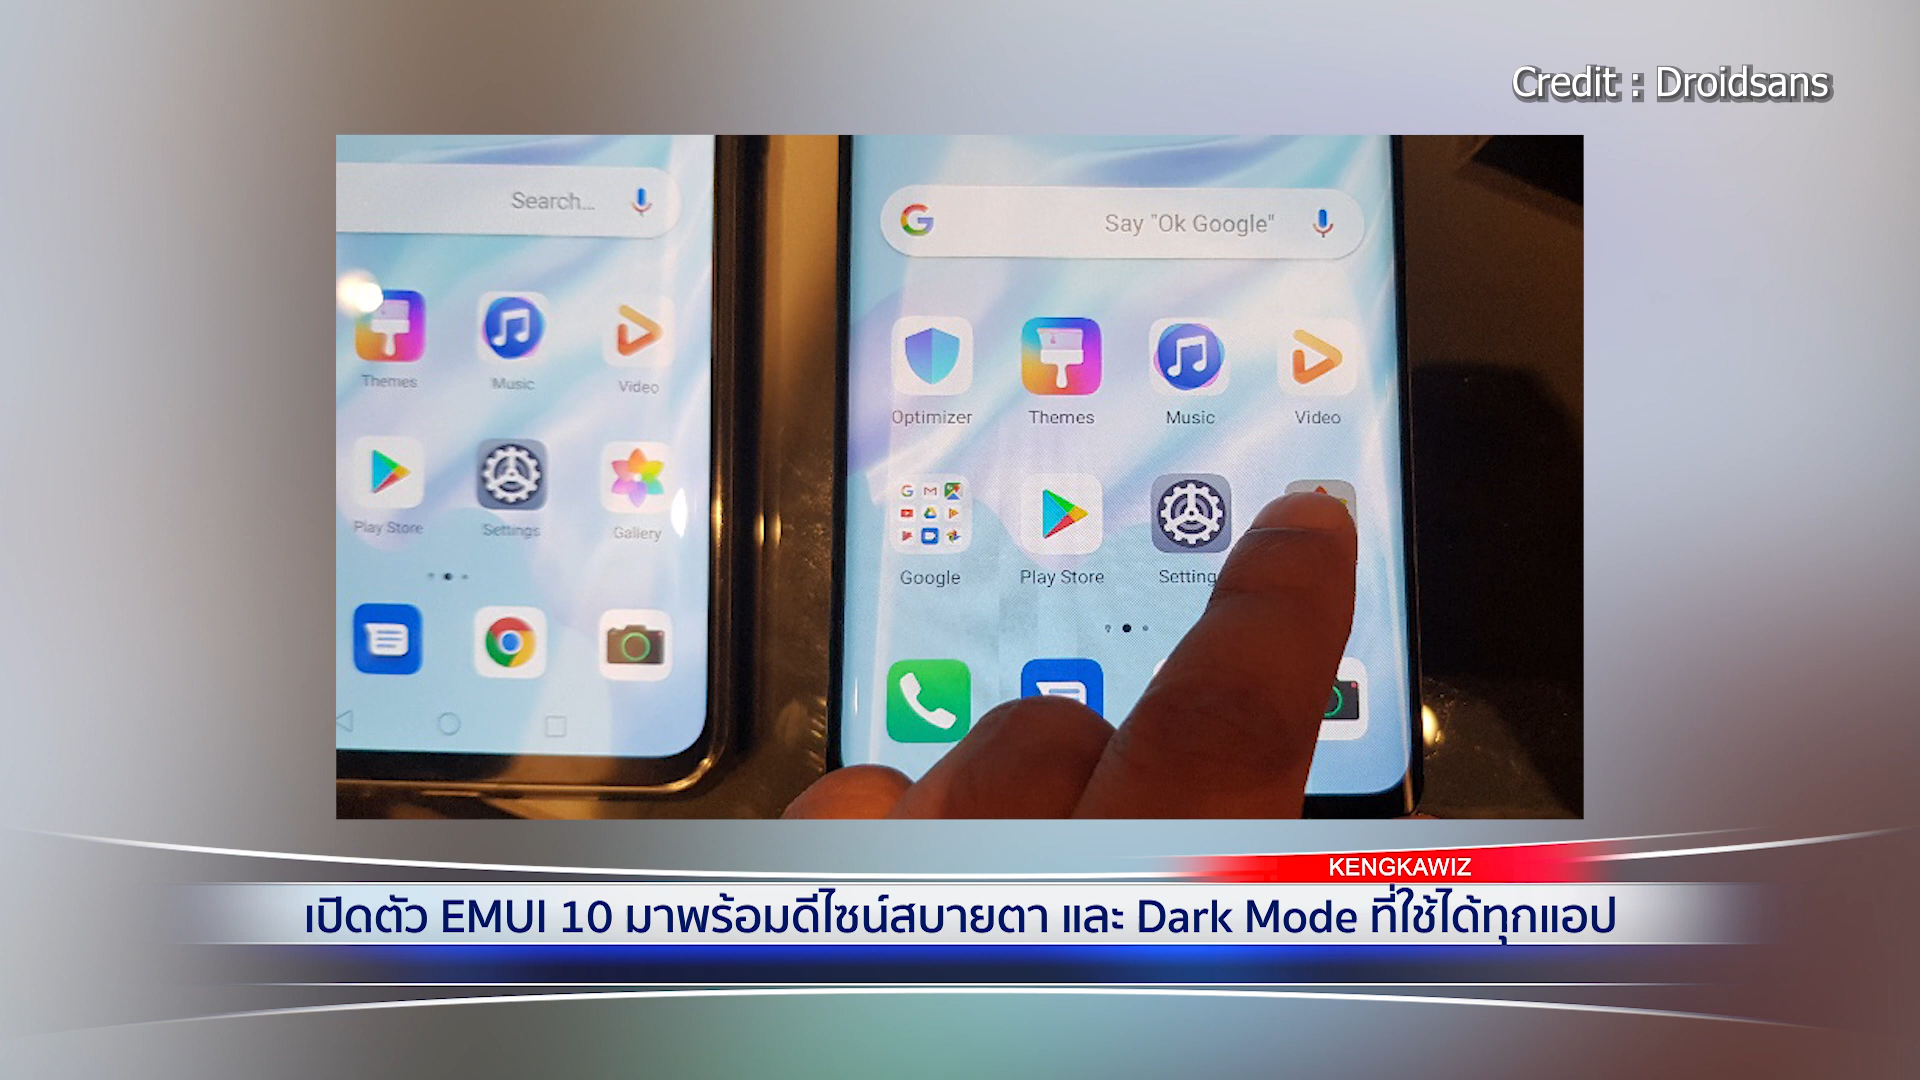 Credit : Droidsans
Search...
Themes
Music
Video
Play Store
Settings
Gallery
Say "Ok Google"
Optimizer
Themes
Music
Video
Google
Play Store
Setting
KENGKAWIZ
เปิดตัว EMUI 10 มาพร้อมดีไซน์สบายตา และ Dark Mode ที่ใช้ได้ทุกแอป